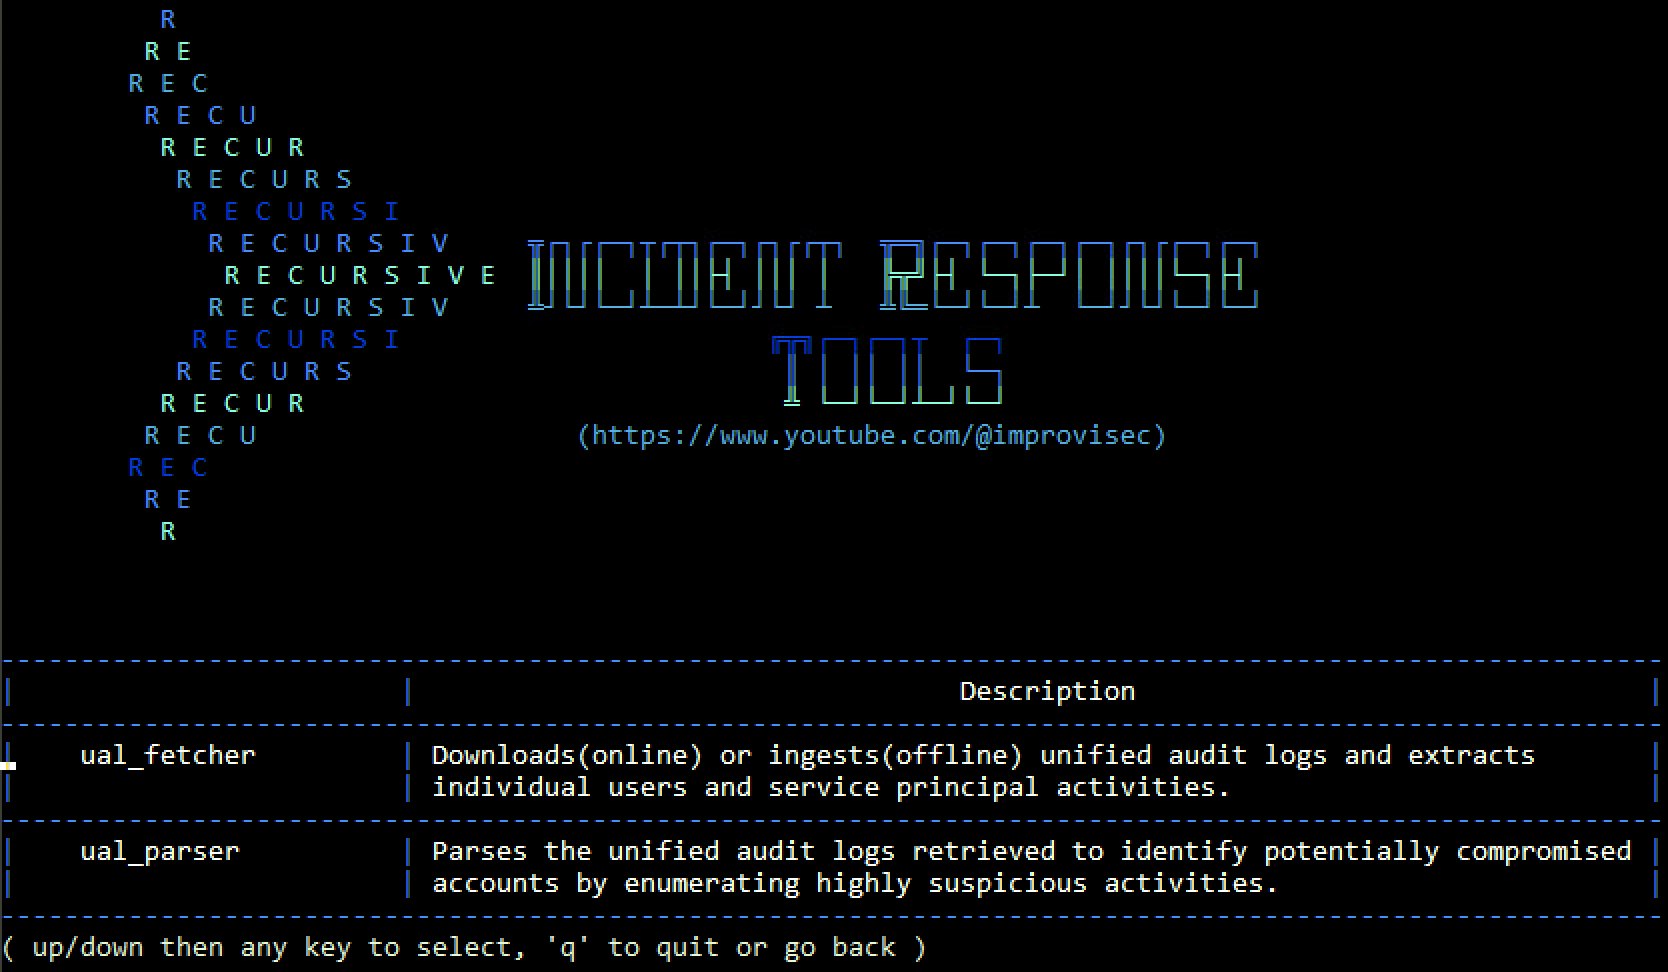 R
R E
R E C
R E C U
R E C U R
R E C U R S
R E C U R S I
R E C U R S I V
R E C U R S I V E
R E C U R S I V
R E C U R S I
R E C U R S
R E C U R
R E C U
R E C
R E
R
INCIDENT RESPONSE
TOOLS
(https://www.youtube.com/@improvisec)
Description
ual_fetcher | Downloads(online) or ingests(offline) unified audit logs and extracts
individual users and service principal activities.
ual_parser | Parses the unified audit logs retrieved to identify potentially compromised
accounts by enumerating highly suspicious activities.
( up/down then any key to select, 'q' to quit or go back )